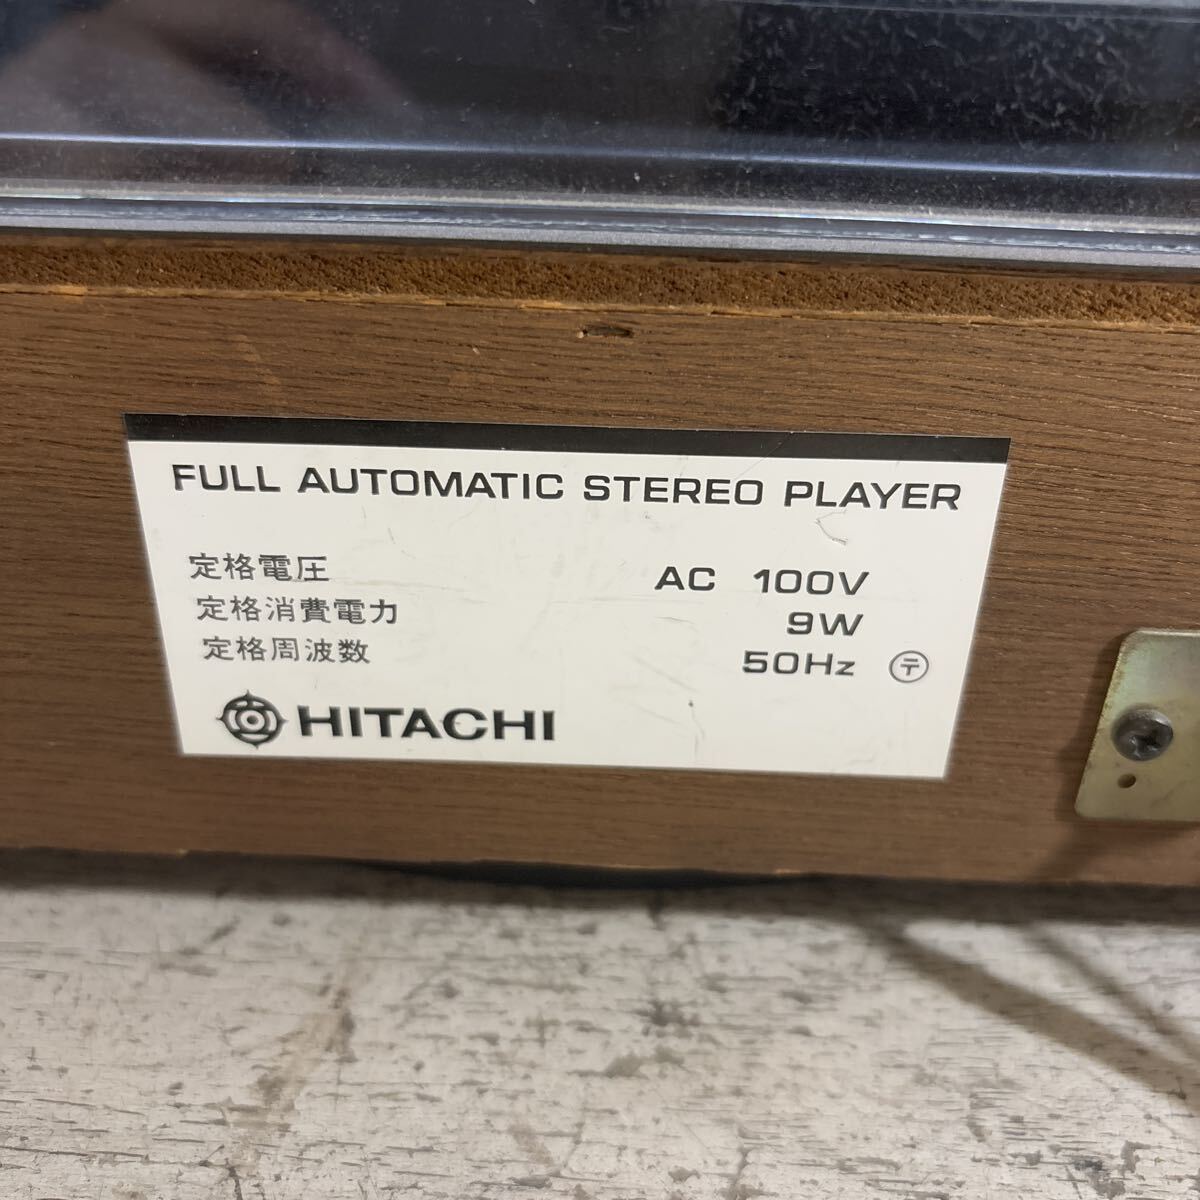 FULL AUTOMATIC STEREO PLAYER
定格電圧 AC 100V
定格消費電力 9W
定格周波数 50Hz 〶
HITACHI